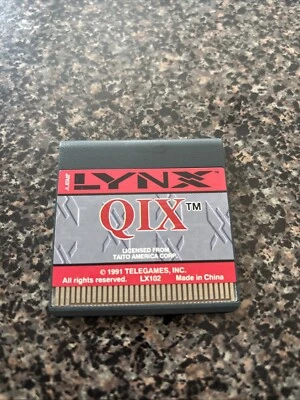 ATARI
LYNX
QIX™
LICENSED FROM
TAITO AMERICA CORP.
© 1991 TELEGAMES, INC.
All rights reserved. LX102 Made in China